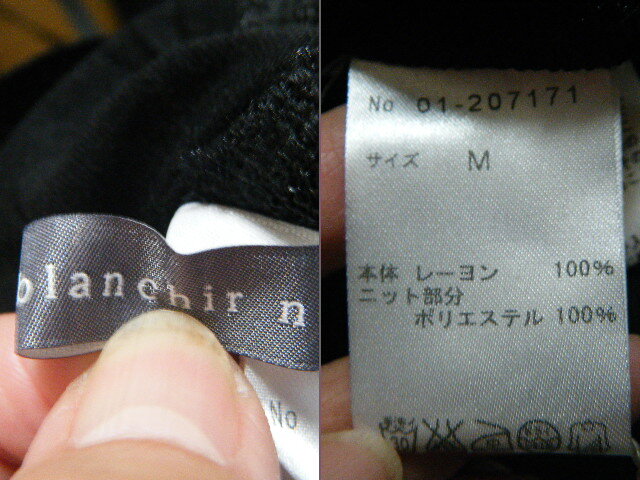 blanchir n
No
No 01-207171
サイズ M
本体 レーヨン 100%
ニット部分
ポリエステル 100%